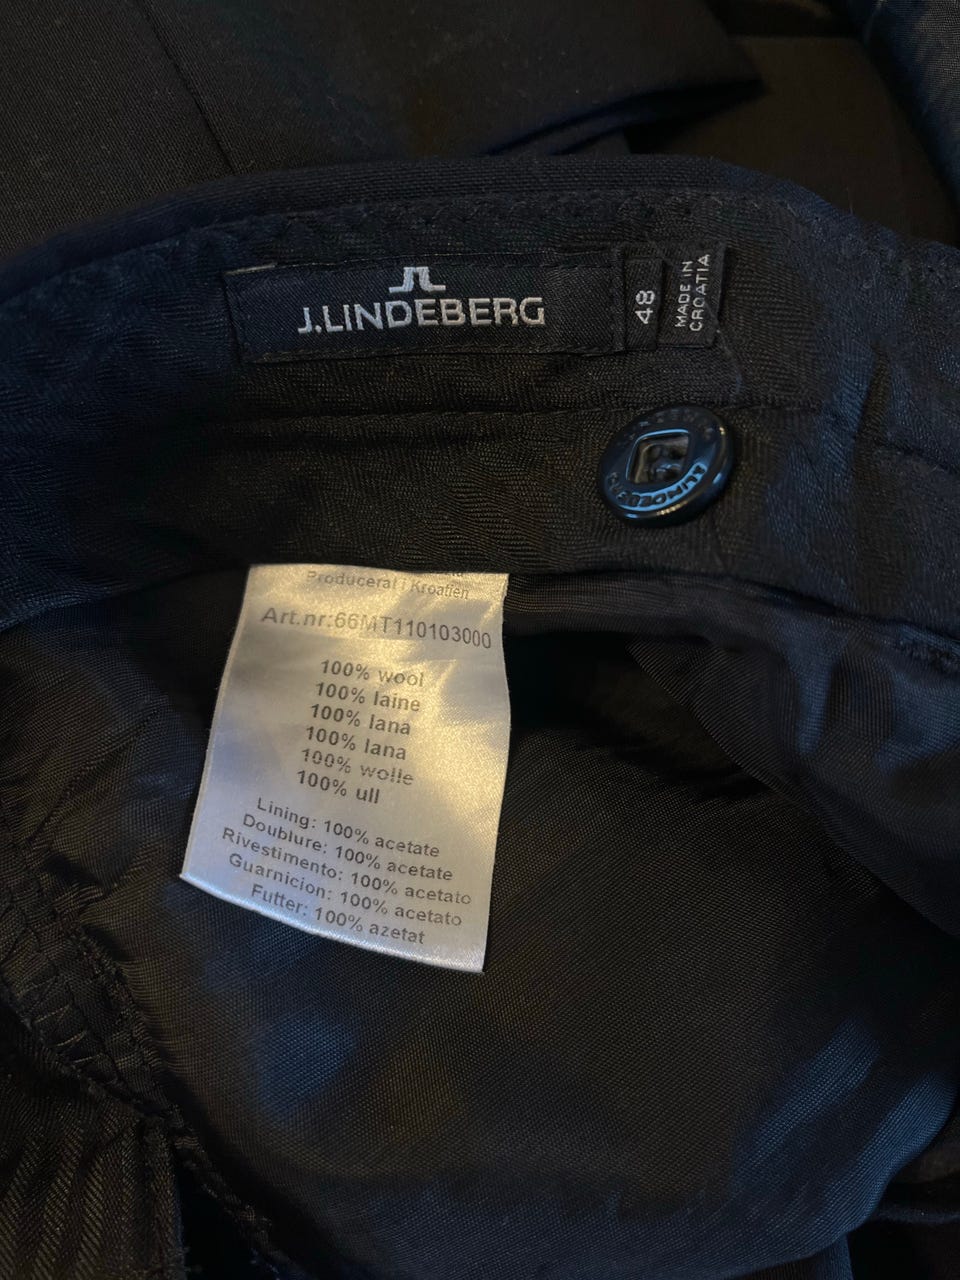 J.LINDEBERG
48
MADE IN
CROATIA
LINDEBERG
Producerat i Kroatien
Art.nr:66MT110103000
100% wool
100% laine
100% lana
100% lana
100% wolle
100% ull
Lining: 100% acetate
Doublure: 100% acetate
Rivestimento: 100% acetato
Guarnicion: 100% acetato
Futter: 100% azetat